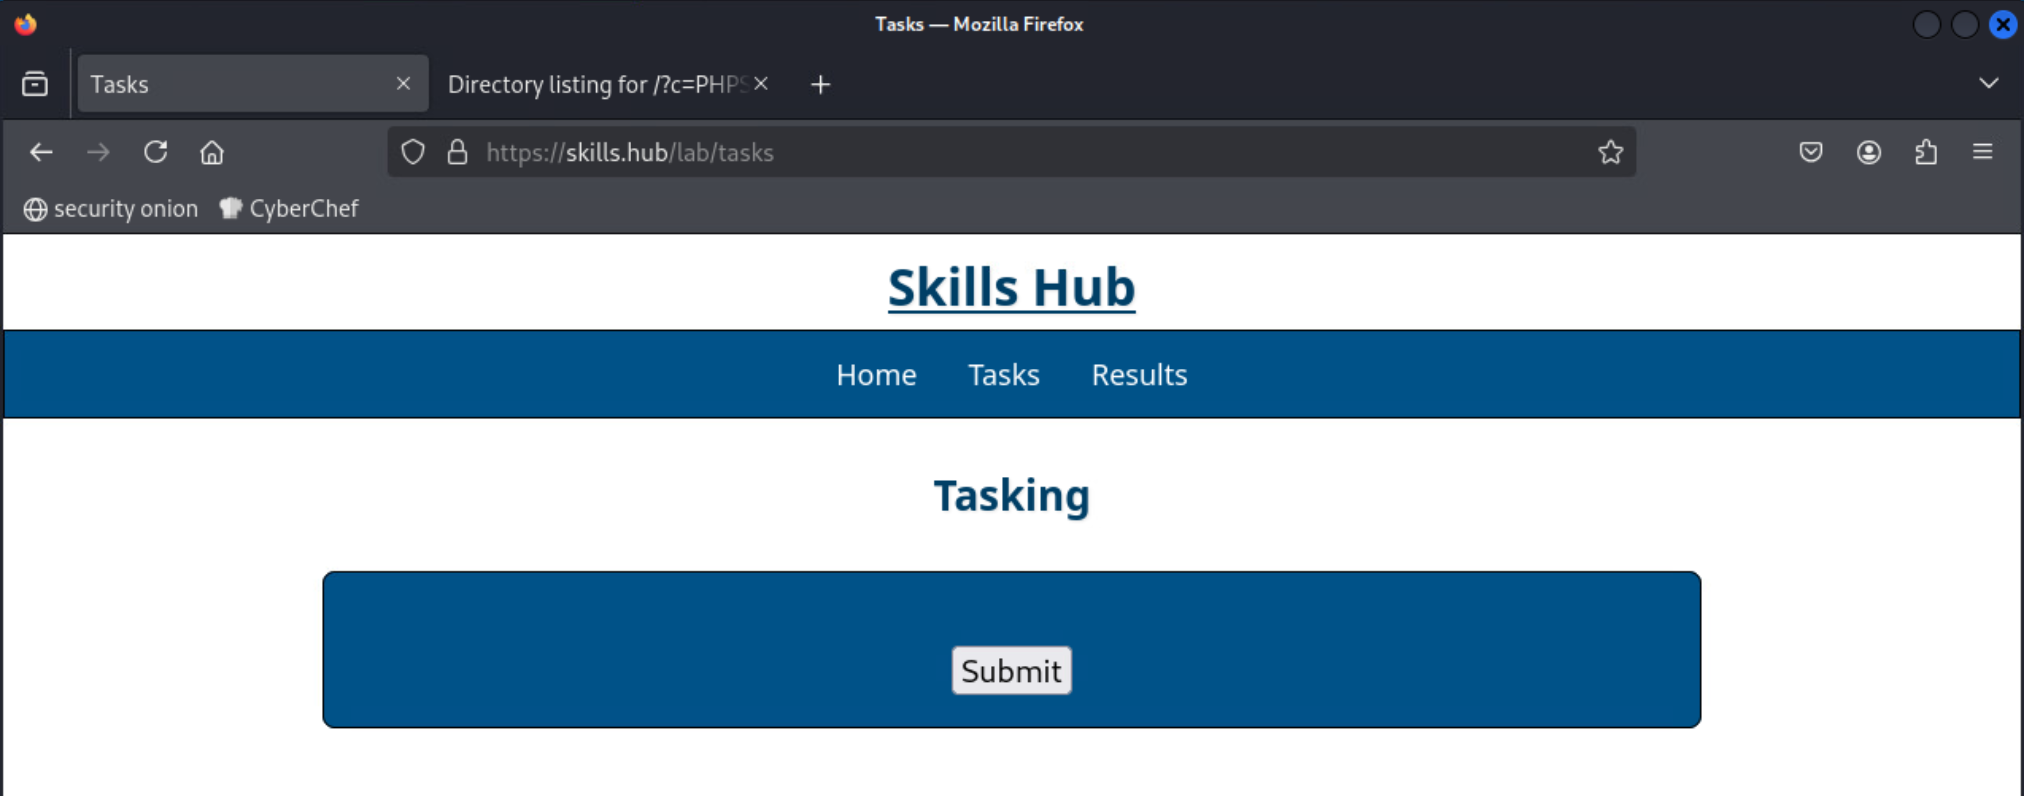 Tasks — Mozilla Firefox
Tasks
Directory listing for /?c=PHPS
https://skills.hub/lab/tasks
security onion
CyberChef
Skills Hub
Home Tasks Results
Tasking
Submit